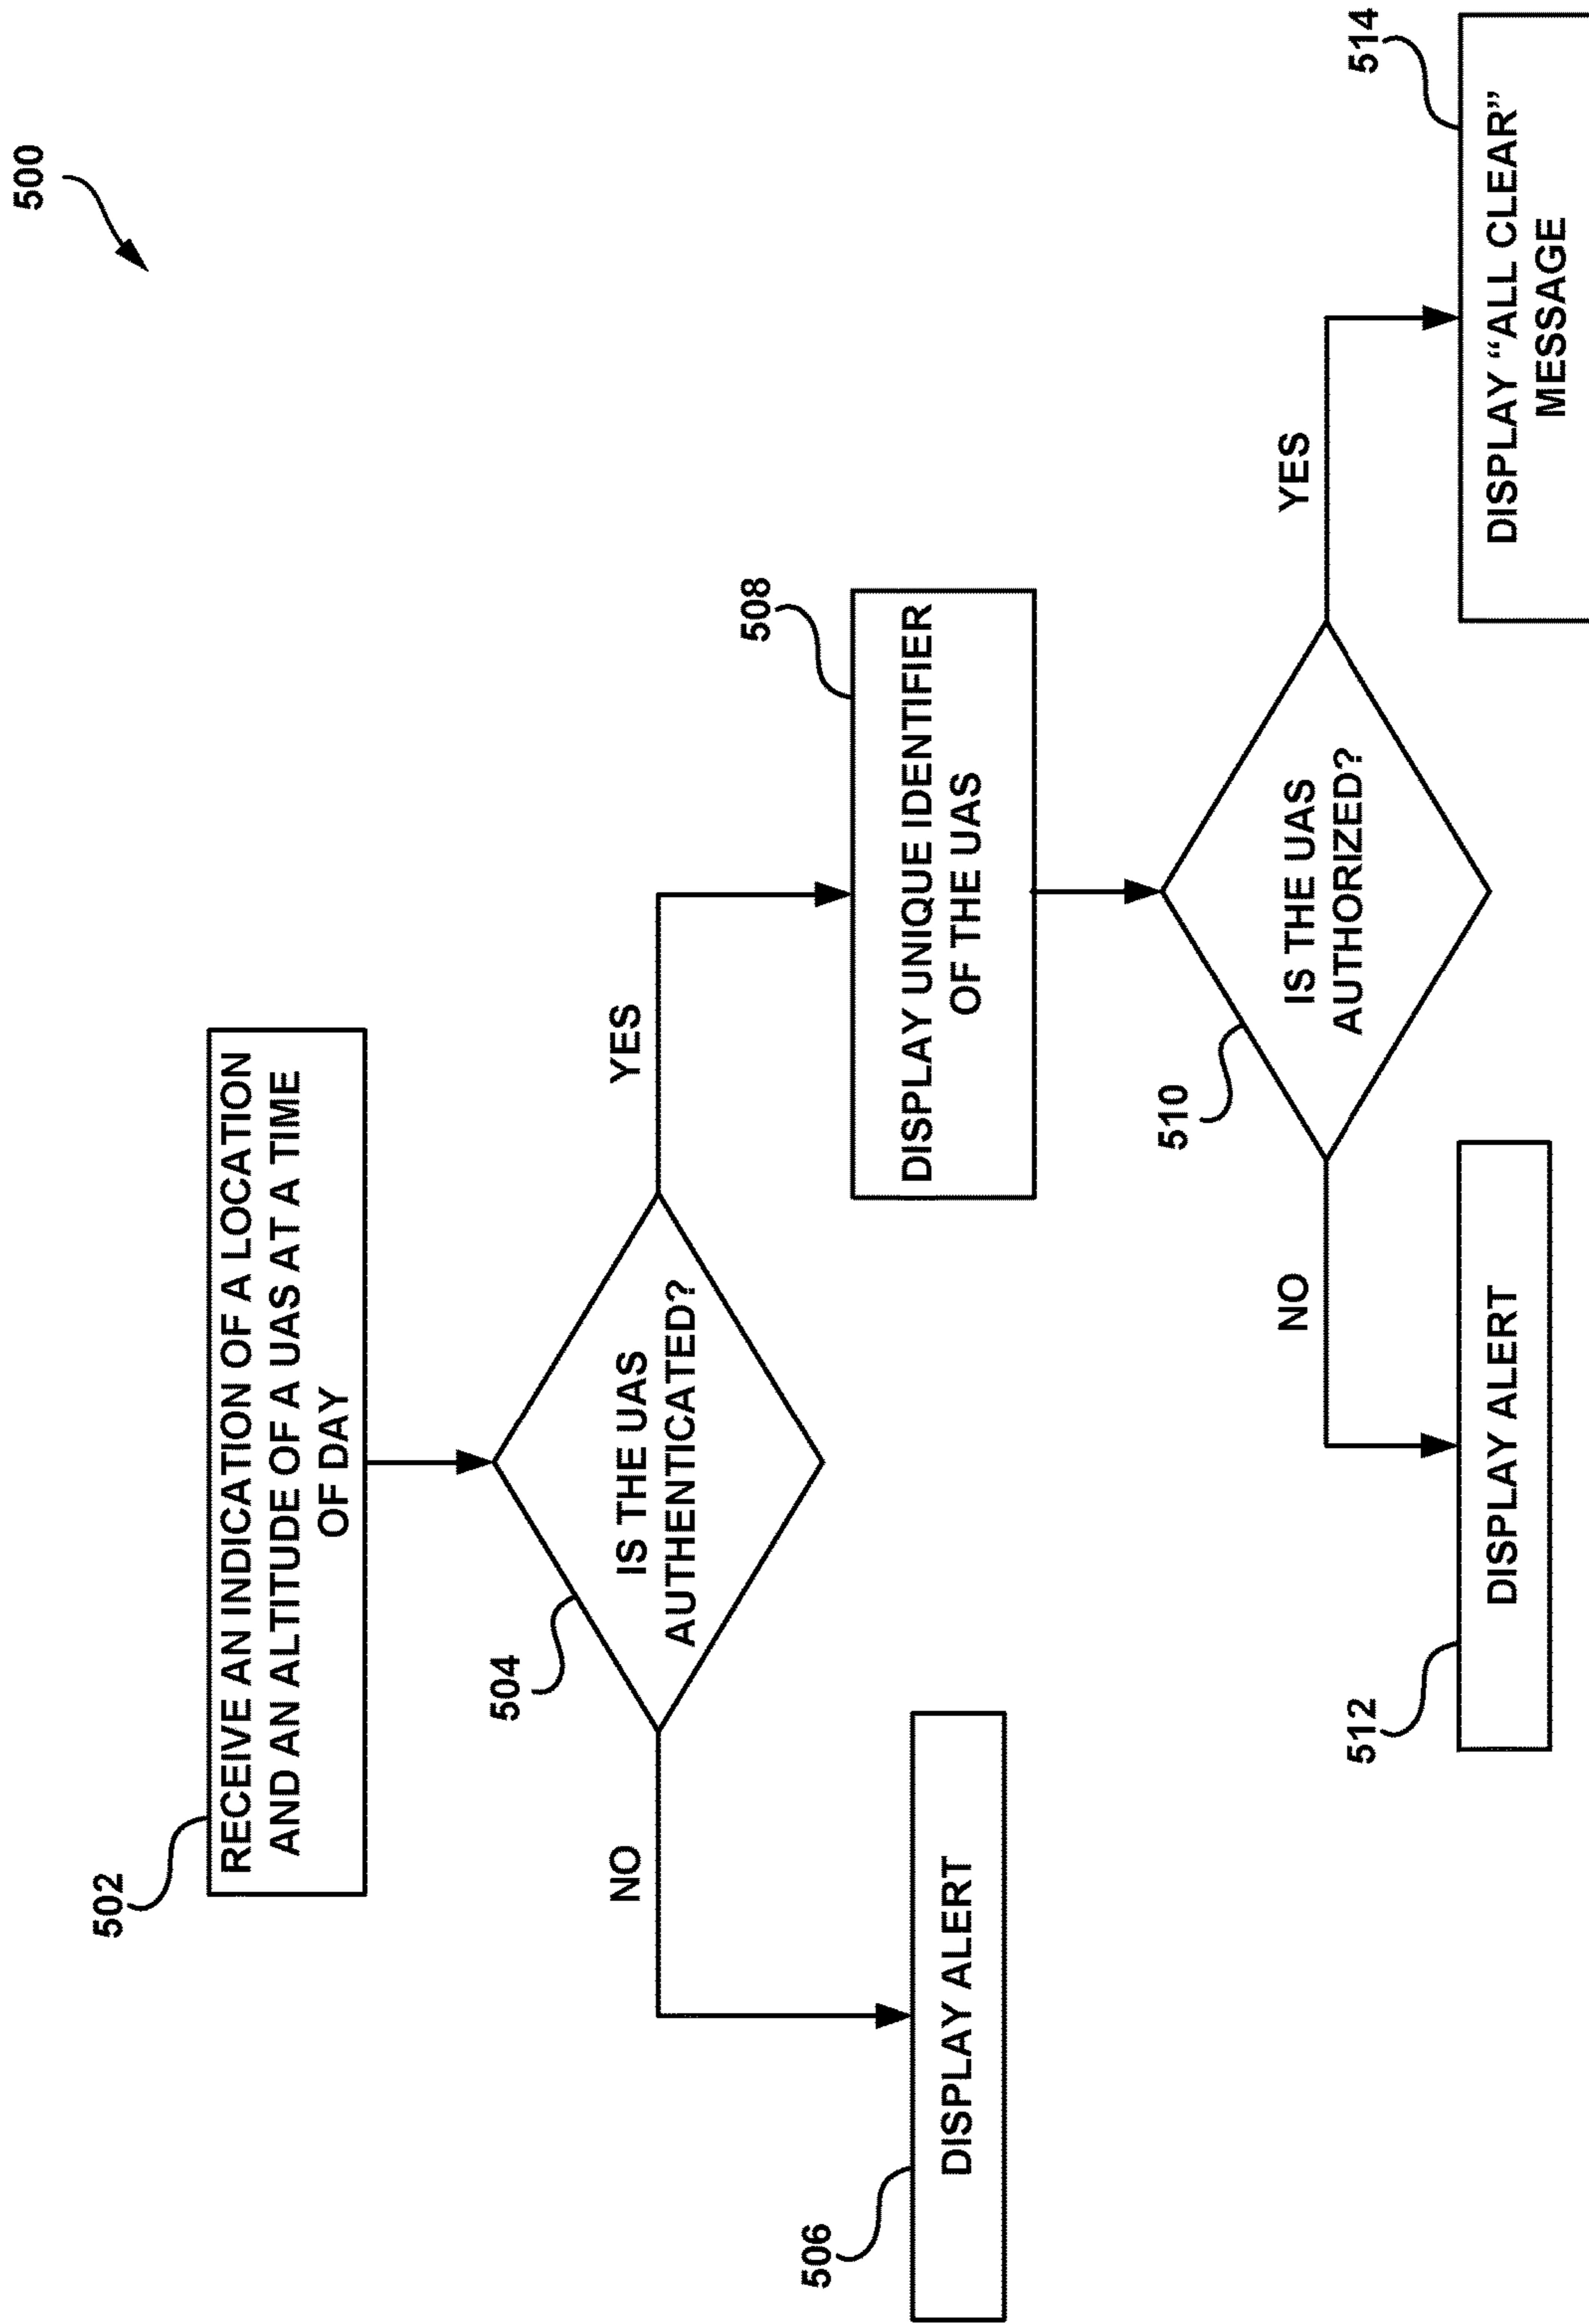 500
502
RECEIVE AN INDICATION OF A LOCATION
AND AN ALTITUDE OF A UAS AT A TIME
OF DAY
504
IS THE UAS
AUTHENTICATED?
NO
YES
506
DISPLAY ALERT
508
DISPLAY UNIQUE IDENTIFIER
OF THE UAS
510
IS THE UAS
AUTHORIZED?
NO
YES
512
DISPLAY ALERT
514
DISPLAY “ALL CLEAR”
MESSAGE